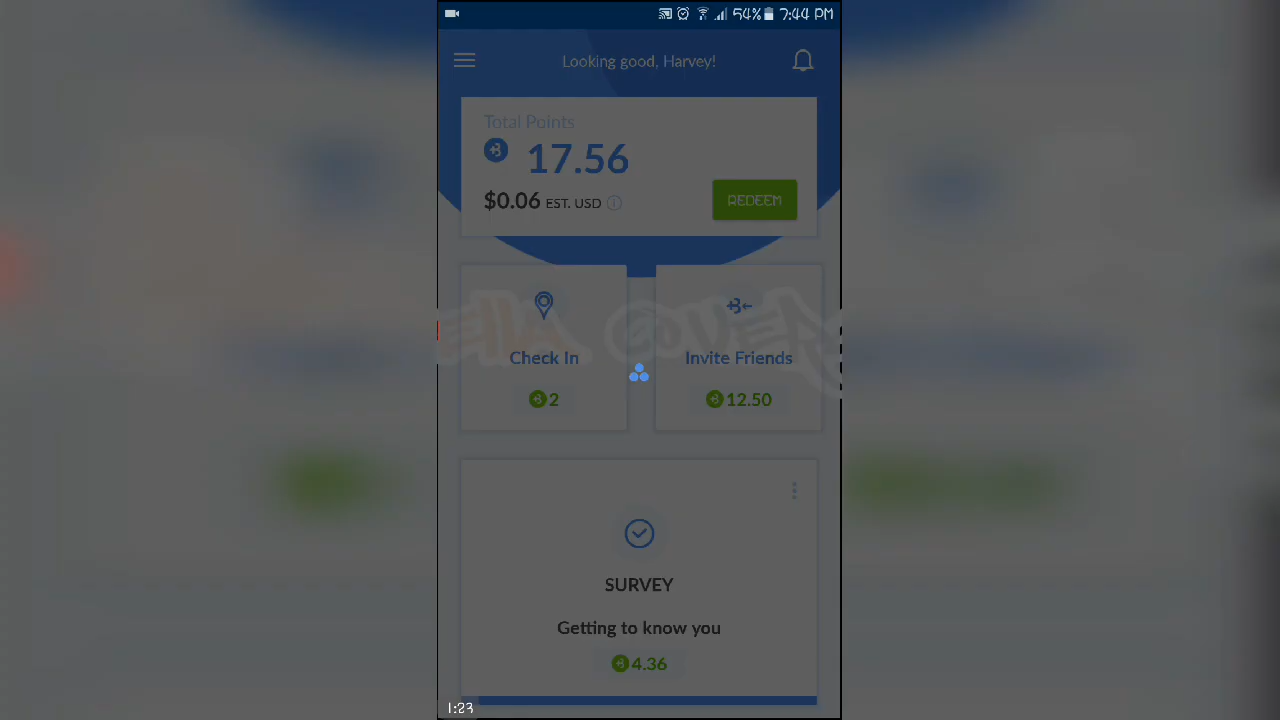 54% 7:44 PM
Looking good, Harvey!
Total Points
17.56
$0.06 EST. USD
REDEEM
Check In
2
Invite Friends
12.50
SURVEY
Getting to know you
4.36
1:23